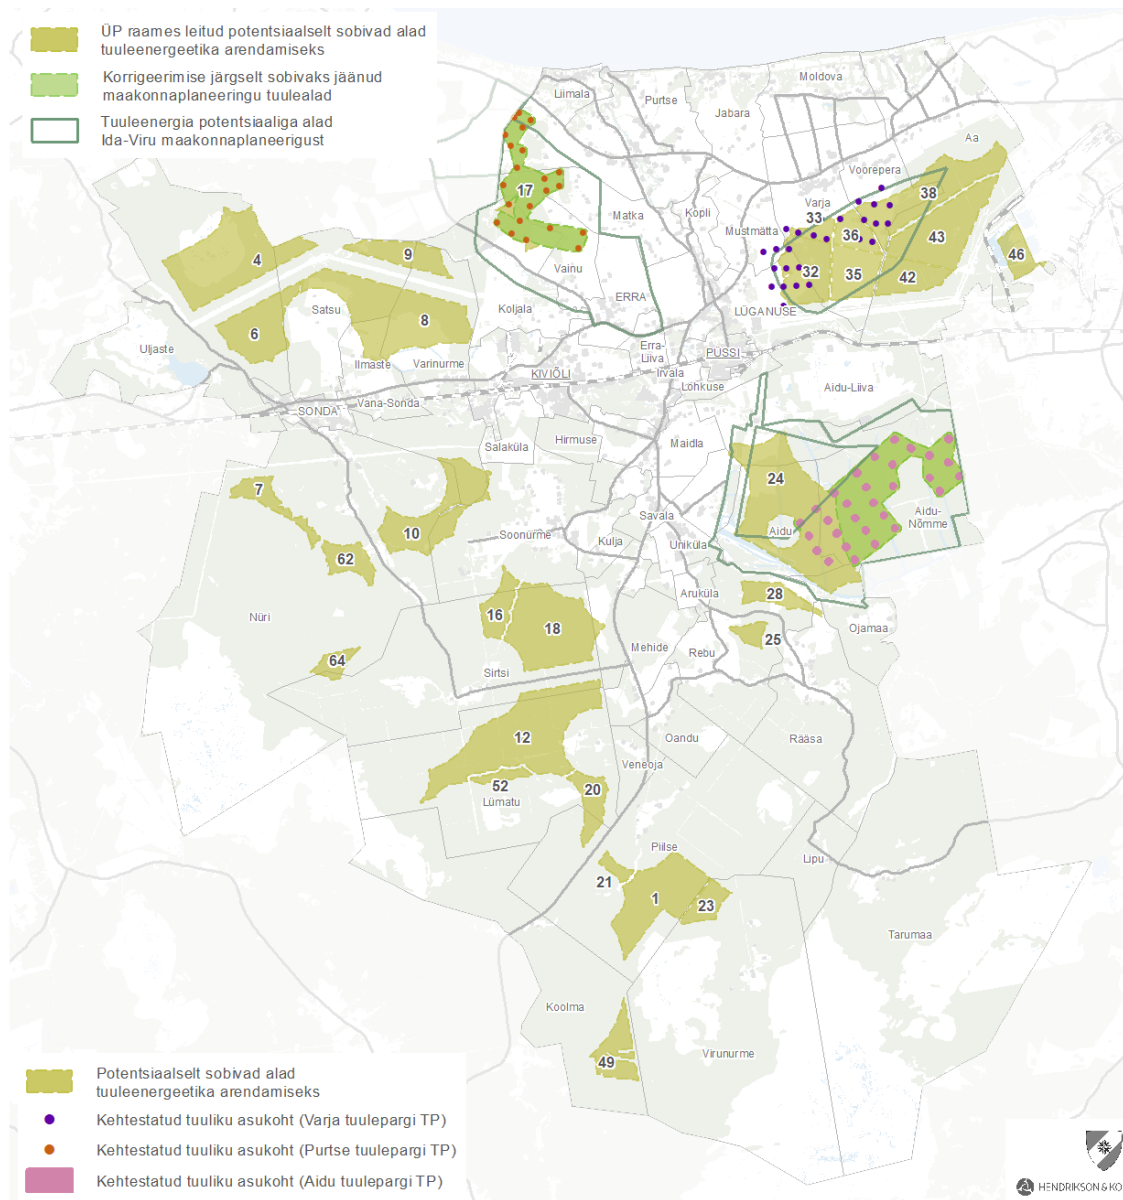 ÜP raames leitud potentsiaalselt sobivad alad
tuuleenergeetika arendamiseks
Korrigeerimise järgselt sobivaks jäänud
maakonnaplaneeringu tuulealad
Tuuleenergia potentsiaaliga alad
Ida-Viru maakonnaplaneerigust
Moldova
Liimala
Purtse
Jabara
Aa
Voorepera
17
38
Varja
33
Matka
Kopli
Mustmätta
36
43
4
9
46
Vainu
32
35
42
ERRA
Satsu
Koljala
LÜGANUSE
6
8
Uljaste
Ilmaste
Varinurme
Erra-
Liiva
PÜSSI
KIVIÕLI
Irvala
Lohkuse
Aidu-Liiva
Vana-Sonda
SONDA
Salaküla
Hirmuse
Maidla
24
7
10
Savala
Aidu
Aidu-
Nõmme
Soonurme
Kulja
Uniküla
62
28
Aruküla
16
18
Nüri
25
Ojamaa
64
Sirtsi
Mehide
Rebu
12
Oandu
Rääsa
Veneoja
52
20
Lümatu
Piilse
Lipu
21
1
23
Tarumaa
Koolma
Virunurme
49
Potentsiaalselt sobivad alad
tuuleenergeetika arendamiseks
Kehtestatud tuuliku asukoht (Varja tuulepargi TP)
Kehtestatud tuuliku asukoht (Purtse tuulepargi TP)
Kehtestatud tuuliku asukoht (Aidu tuulepargi TP)
HENDRIKSON & KO